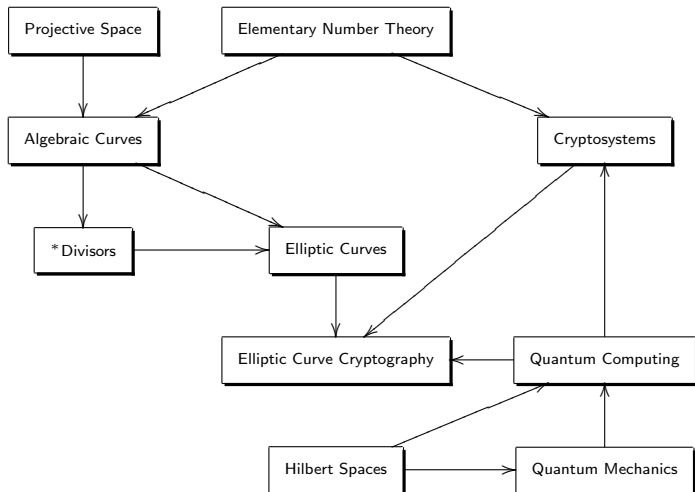 Projective Space
Elementary Number Theory
Algebraic Curves
Cryptosystems
*Divisors
Elliptic Curves
Elliptic Curve Cryptography
Quantum Computing
Hilbert Spaces
Quantum Mechanics